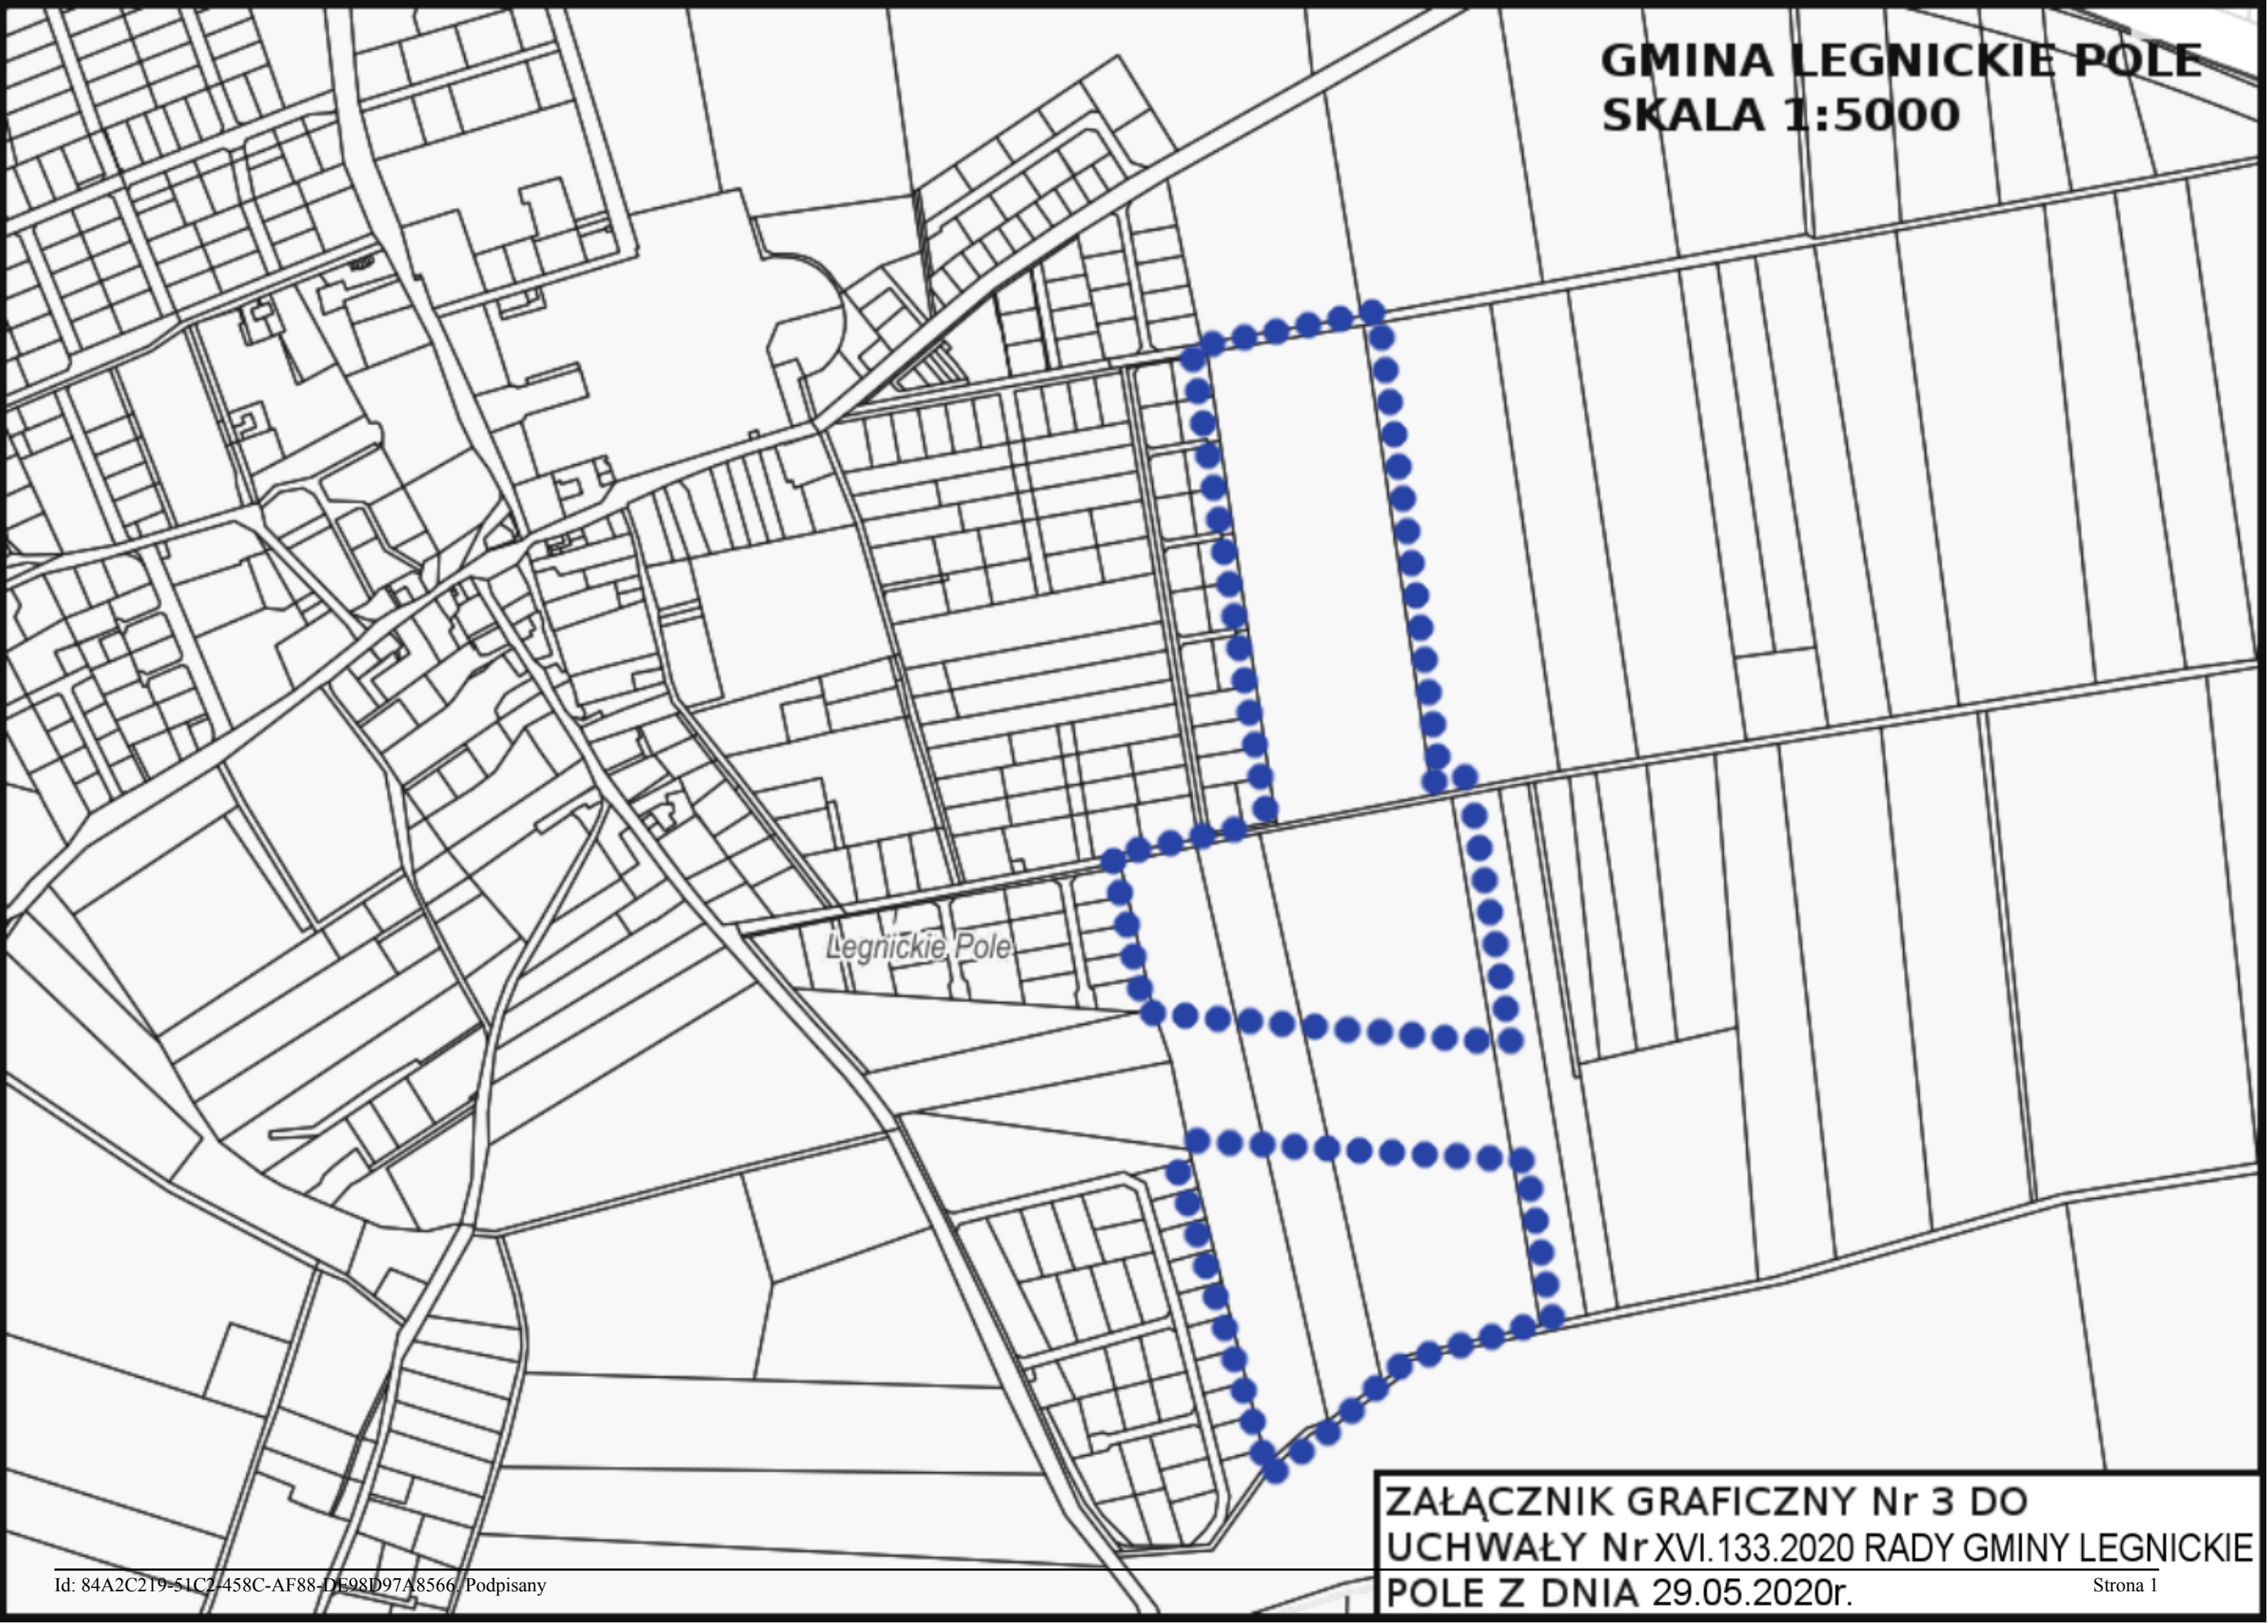 GMINA LEGNICKIE POLE
SKALA 1:5000
Legnickie Pole
ZAŁĄCZNIK GRAFICZNY Nr 3 DO
UCHWAŁY Nr XVI.133.2020 RADY GMINY LEGNICKIE
POLE Z DNIA 29.05.2020r.
Id: 84A2C219-51C2-458C-AF88-DE98D97A8566. Podpisany
Strona 1